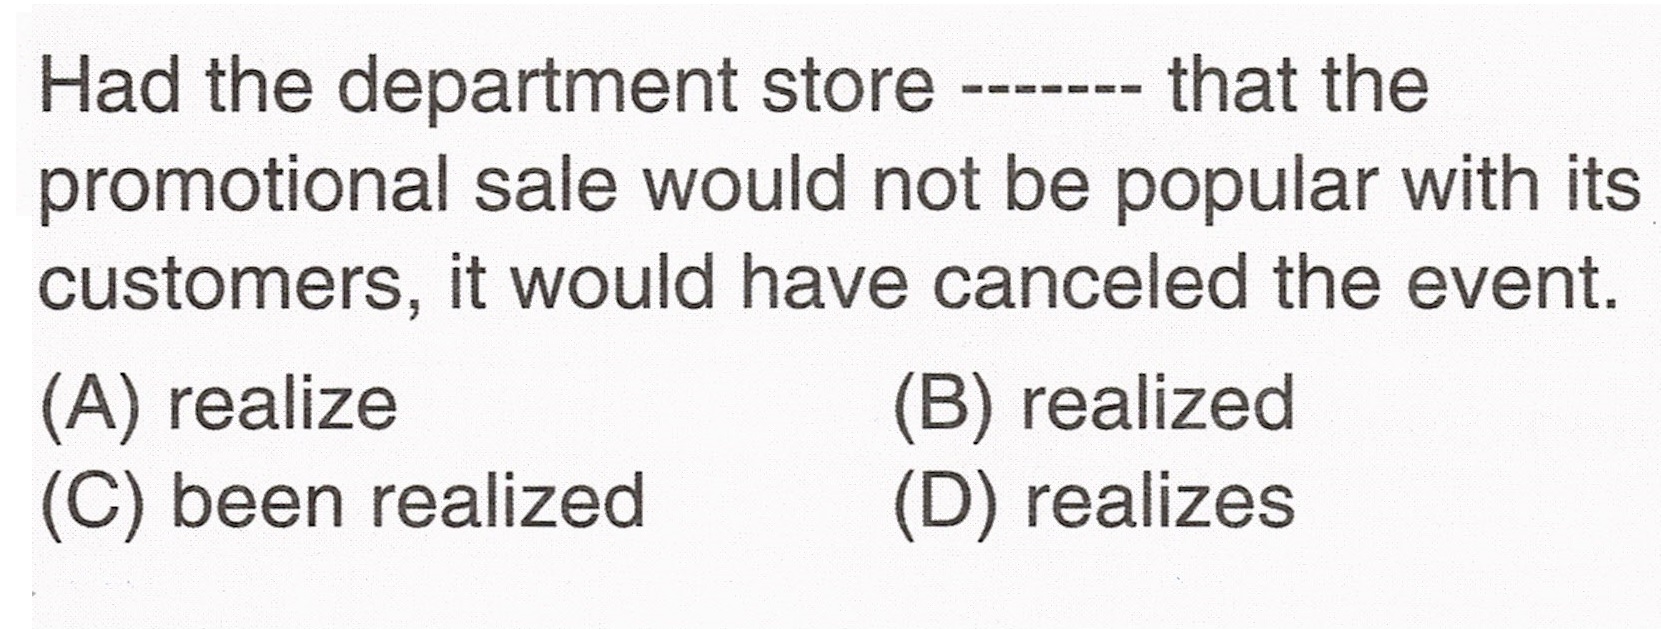 Had the department store ------- that the
promotional sale would not be popular with its
customers, it would have canceled the event.
(A) realize (B) realized
(C) been realized (D) realizes